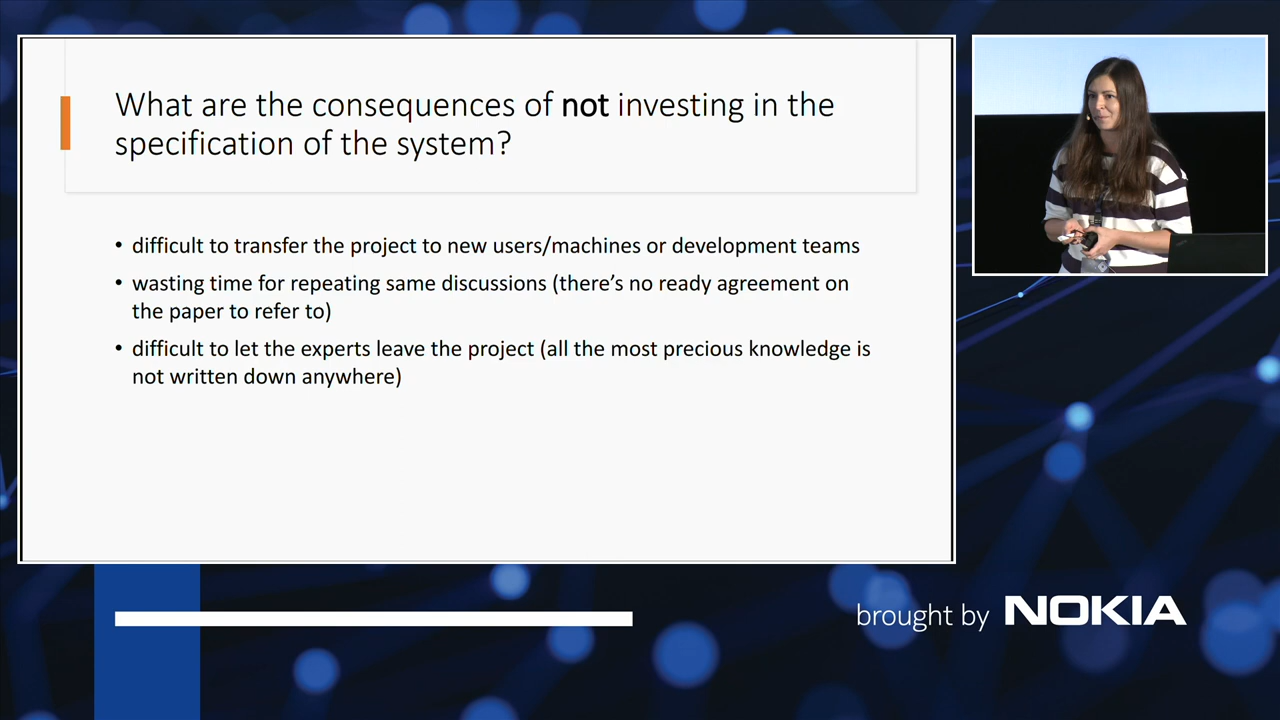 What are the consequences of not investing in the
specification of the system?
• difficult to transfer the project to new users/machines or development teams
• wasting time for repeating same discussions (there’s no ready agreement on
the paper to refer to)
• difficult to let the experts leave the project (all the most precious knowledge is
not written down anywhere)
brought by NOKIA